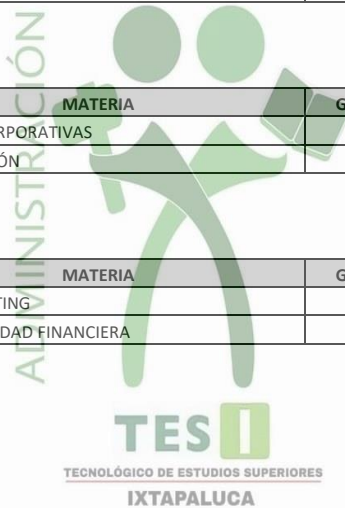 ADMINISTRACIÓN
MATERIA G
RPORATIVAS
ÓN
MATERIA G
TING
DAD FINANCIERA
TES I
TECNOLÓGICO DE ESTUDIOS SUPERIORES
IXTAPALUCA